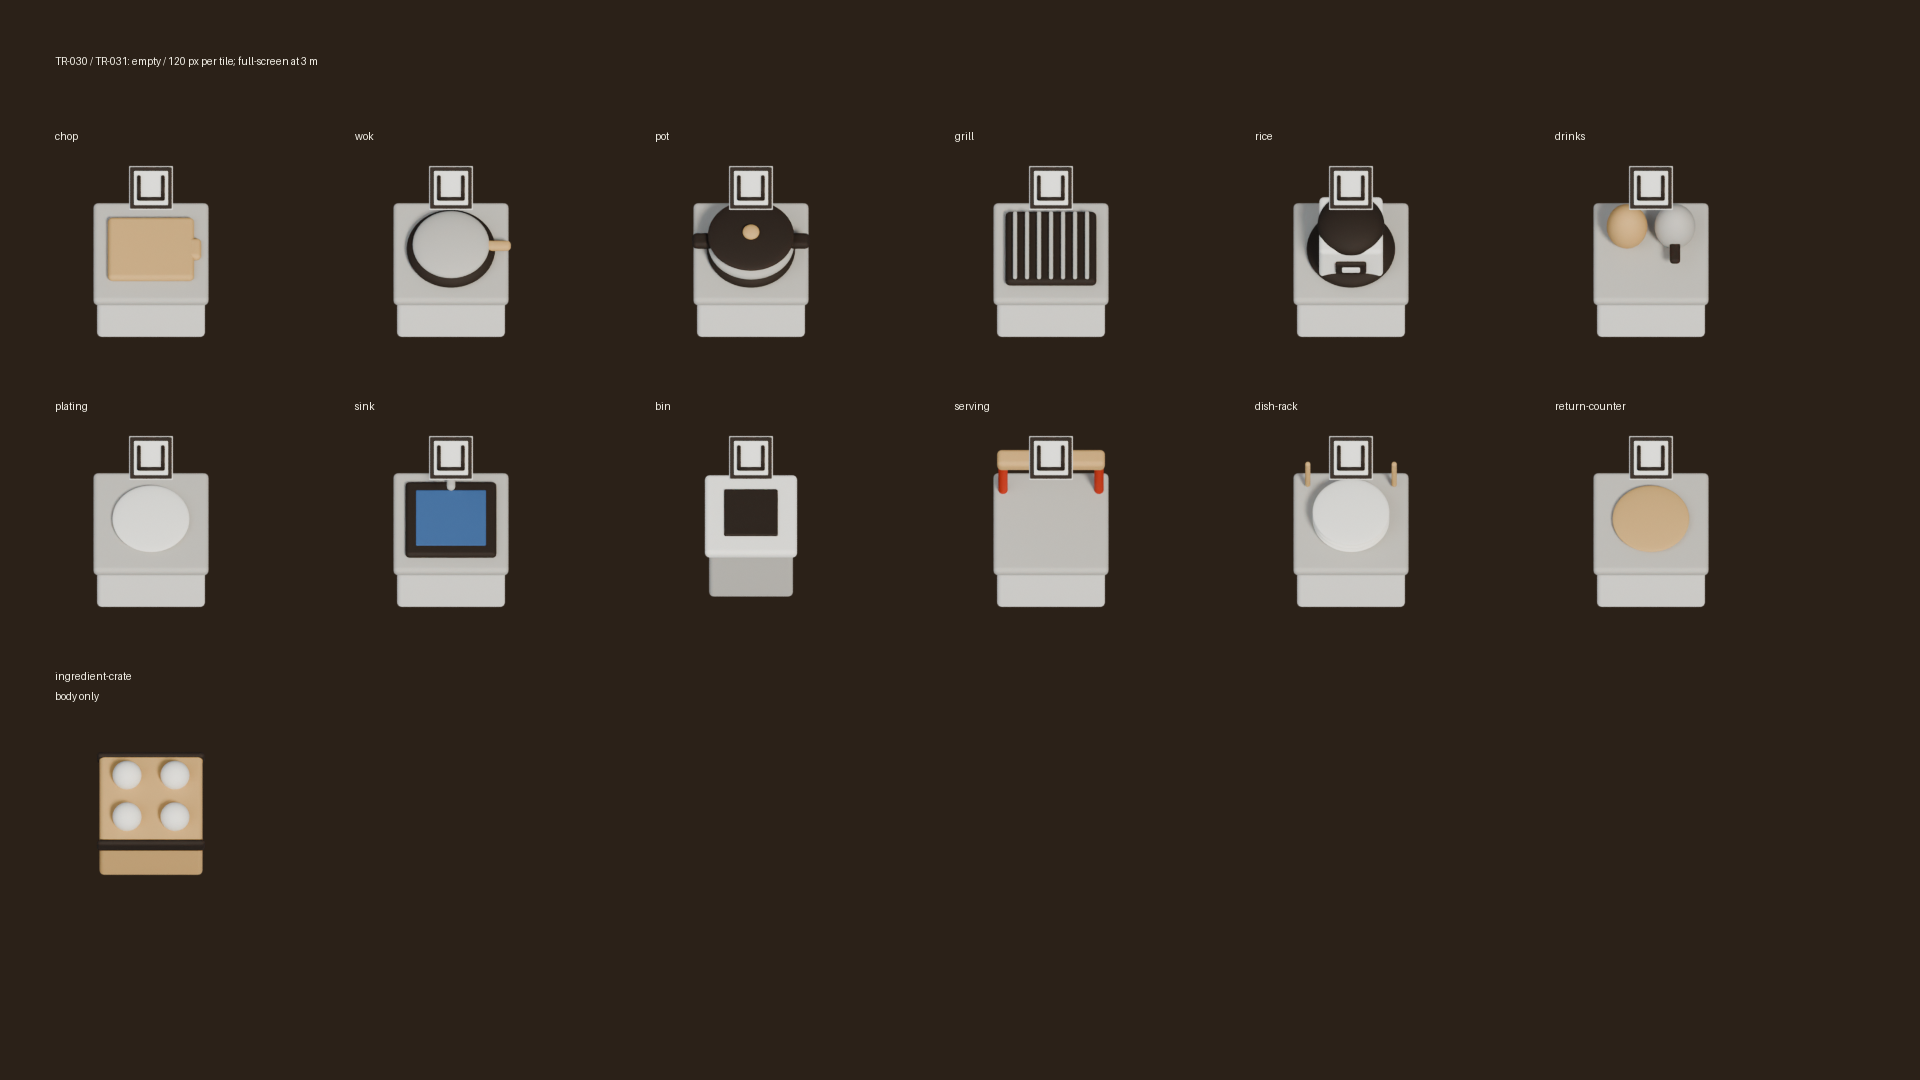 TR-030 / TR-031: empty / 120 px per tile; full-screen at 3 m
chop
wok
pot
grill
rice
drinks
plating
sink
bin
serving
dish-rack
return-counter
ingredient-crate
body only